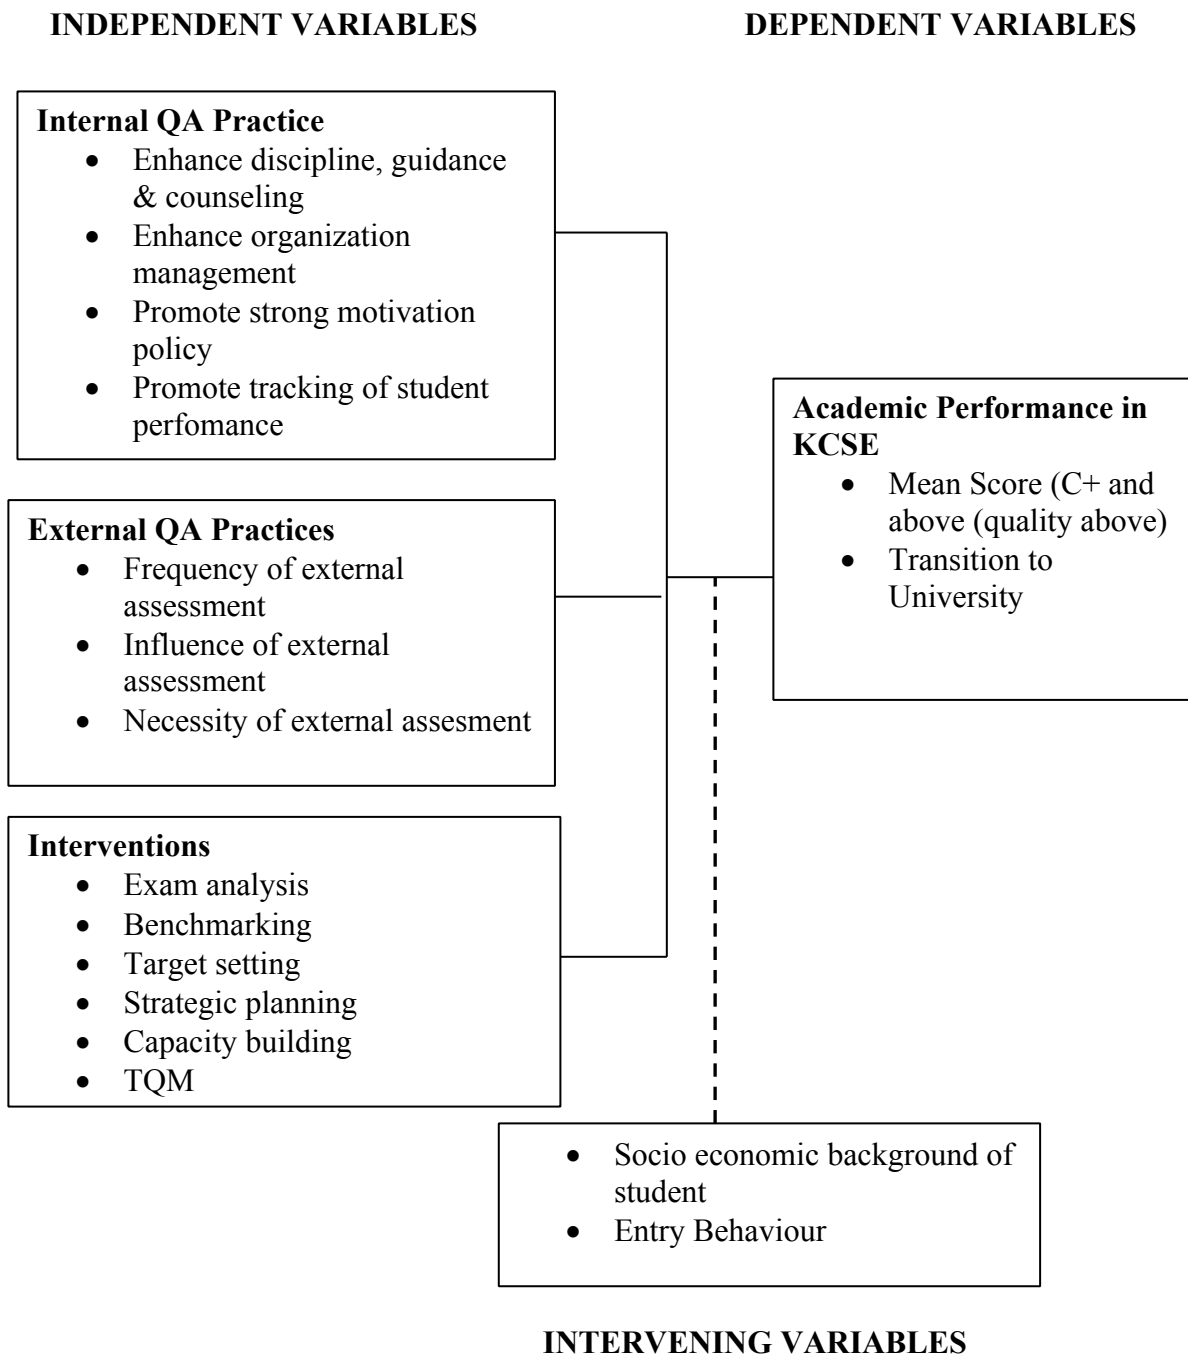 INDEPENDENT VARIABLES
DEPENDENT VARIABLES
Internal QA Practice
• Enhance discipline, guidance
& counseling
• Enhance organization
management
• Promote strong motivation
policy
• Promote tracking of student
perfomance
External QA Practices
• Frequency of external
assessment
• Influence of external
assessment
• Necessity of external assesment
Interventions
• Exam analysis
• Benchmarking
• Target setting
• Strategic planning
• Capacity building
• TQM
Academic Performance in
KCSE
• Mean Score (C+ and
above (quality above)
• Transition to
University
• Socio economic background of
student
• Entry Behaviour
INTERVENING VARIABLES